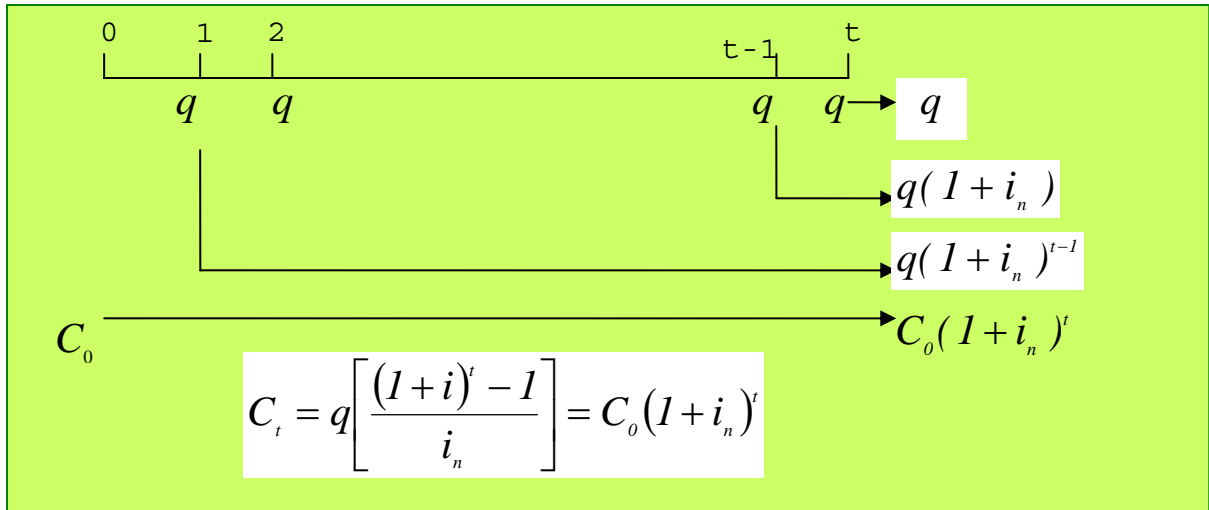 0 1 2 t-1 t
q q q q q
q( 1 + i_n )
q( 1 + i_n )^{t-1}
C_0 C_0( 1 + i_n )^t
C_t = q[ \frac{(1 + i)^t - 1}{i_n} ] = C_0(1 + i_n)^t